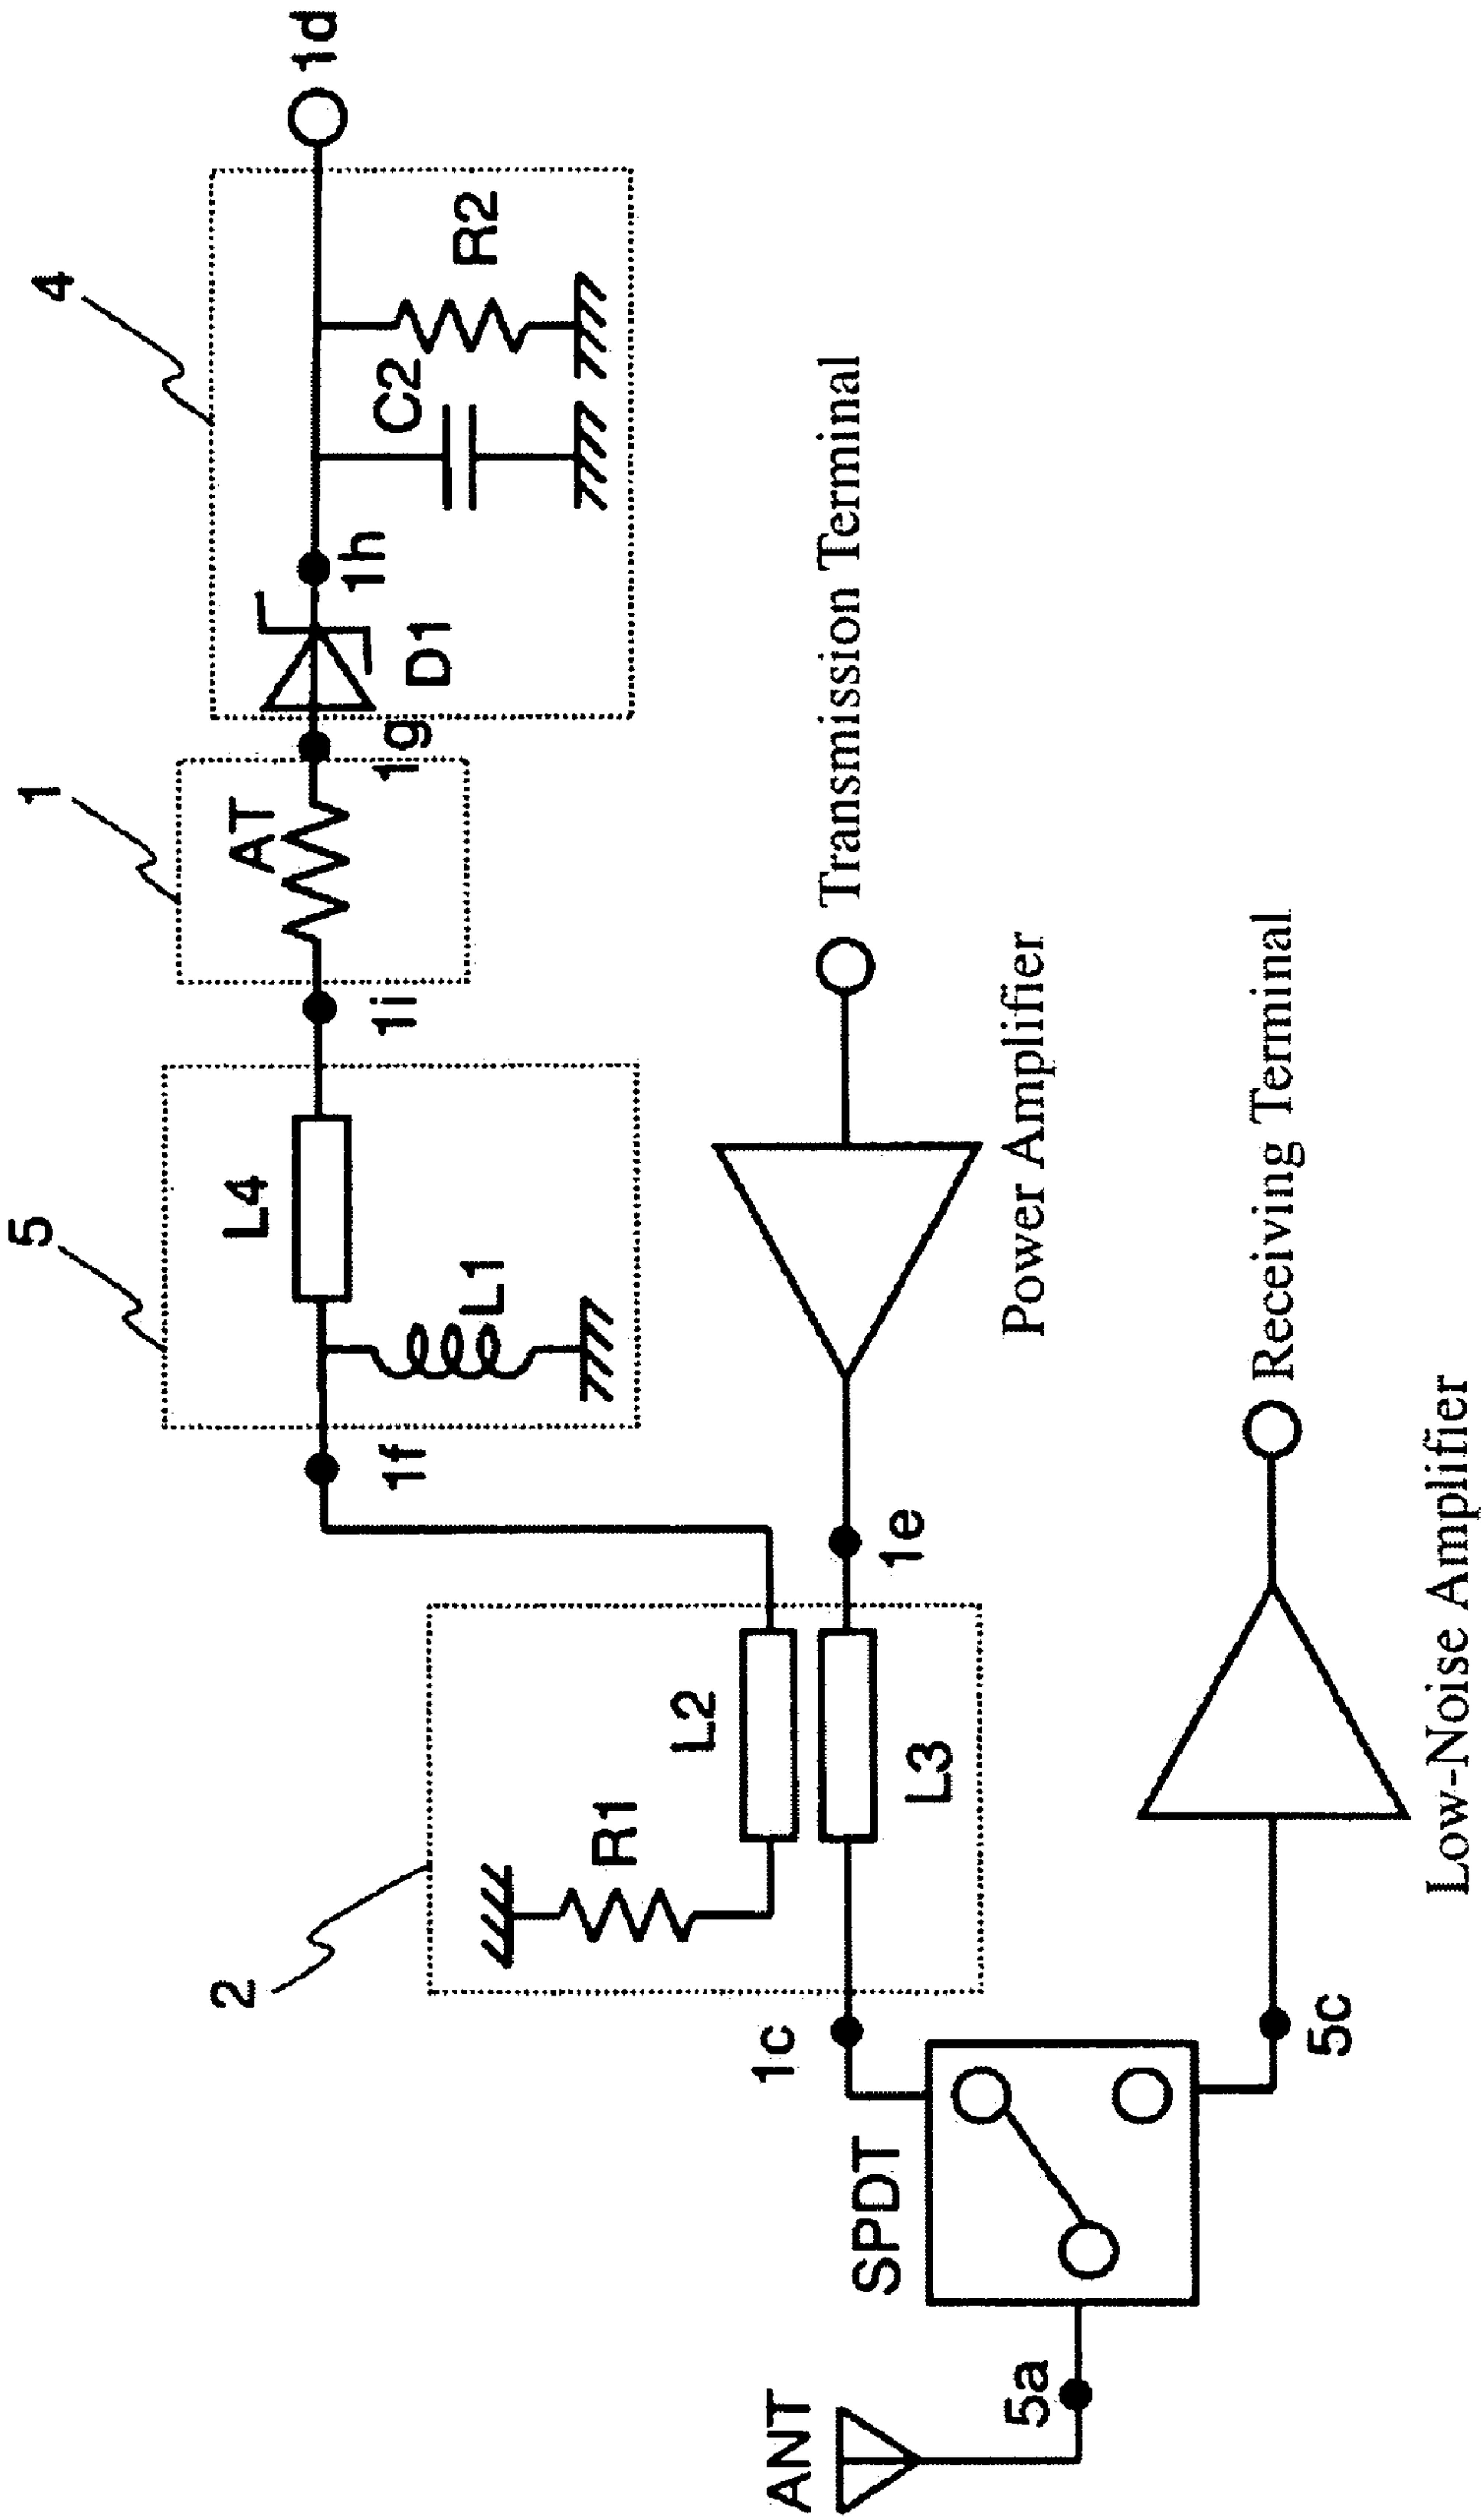 5
1
4
L4
AT
L1
D1
C2
R2
1f
1i
1g
1h
1d
2
R1
L2
L3
1c
1e
Transmission Terminal
Power Amplifier
SPDT
ANT
5a
5c
Receiving Terminal
Low-Noise Amplifier